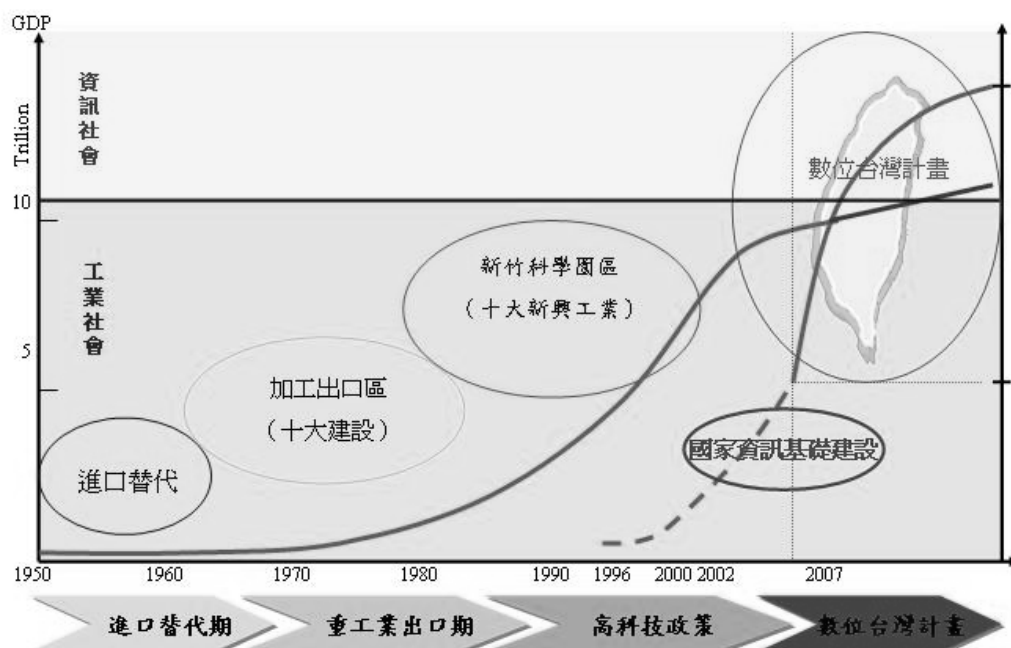 GDP
Trillion
資訊社會
數位台灣計畫
10
工業社會
新竹科學園區
（十大新興工業）
5
加工出口區
（十大建設）
進口替代
國家資訊基礎建設
1950
1960
1970
1980
1990
1996
2000
2002
2007
進口替代期
重工業出口期
高科技政策
數位台灣計畫